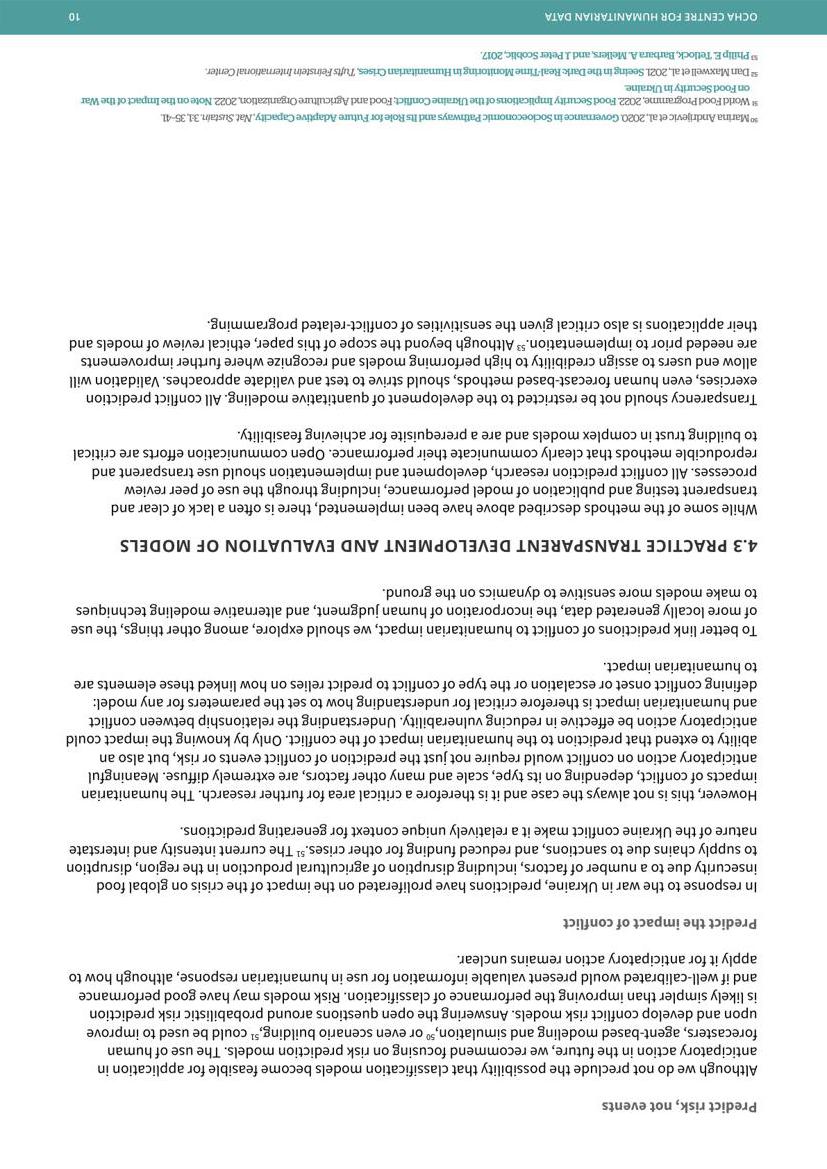 Predict risk, not events
Although we do not preclude the possibility that classification models become feasible for application in
anticipatory action in the future, we recommend focusing on risk prediction models. The use of human
forecasters, agent-based modeling and simulation,50 or even scenario building,51 could be used to improve
upon and develop conflict risk models. Answering the open questions around probabilistic risk prediction
is likely simpler than improving the performance of classification. Risk models may have good performance
and if well-calibrated would present valuable information for use in humanitarian response, although how to
apply it for anticipatory action remains unclear.
Predict the impact of conflict
In response to the war in Ukraine, predictions have proliferated on the impact of the crisis on global food
insecurity due to a number of factors, including disruption of agricultural production in the region, disruption
to supply chains due to sanctions, and reduced funding for other crises.51 The current intensity and interstate
nature of the Ukraine conflict make it a relatively unique context for generating predictions.
However, this is not always the case and it is therefore a critical area for further research. The humanitarian
impacts of conflict, depending on its type, scale and many other factors, are extremely diffuse. Meaningful
anticipatory action on conflict would require not just the prediction of conflict events or risk, but also an
ability to extend that prediction to the humanitarian impact of the conflict. Only by knowing the impact could
anticipatory action be effective in reducing vulnerability. Understanding the relationship between conflict
and humanitarian impact is therefore critical for understanding how to set the parameters for any model:
defining conflict onset or escalation or the type of conflict to predict relies on how linked these elements are
to humanitarian impact.
To better link predictions of conflict to humanitarian impact, we should explore, among other things, the use
of more locally generated data, the incorporation of human judgment, and alternative modeling techniques
to make models more sensitive to dynamics on the ground.
4.3 PRACTICE TRANSPARENT DEVELOPMENT AND EVALUATION OF MODELS
While some of the methods described above have been implemented, there is often a lack of clear and
transparent testing and publication of model performance, including through the use of peer review
processes. All conflict prediction research, development and implementation should use transparent and
reproducible methods that clearly communicate their performance. Open communication efforts are critical
to building trust in complex models and are a prerequisite for achieving feasibility.
Transparency should not be restricted to the development of quantitative modeling. All conflict prediction
exercises, even human forecast-based methods, should strive to test and validate approaches. Validation will
allow end users to assign credibility to high performing models and recognize where further improvements
are needed prior to implementation.53 Although beyond the scope of this paper, ethical review of models and
their applications is also critical given the sensitivities of conflict-related programming.
50 Marina Andrijevic et al., 2020. Governance in Socioeconomic Pathways and Its Role for Future Adaptive Capacity, Nat. Sustain. 3:1, 35-41.
51 World Food Programme, 2022. Food Security Implications of the Ukraine Conflict; Food and Agriculture Organization, 2022. Note on the Impact of the War
on Food Security in Ukraine.
52 Dan Maxwell et al., 2021. Seeing in the Dark: Real-Time Monitoring in Humanitarian Crises, Tufts Feinstein International Center.
53 Philip E. Tetlock, Barbara A. Mellers, and J. Peter Scoblic, 2017.
OCHA CENTRE FOR HUMANITARIAN DATA
10